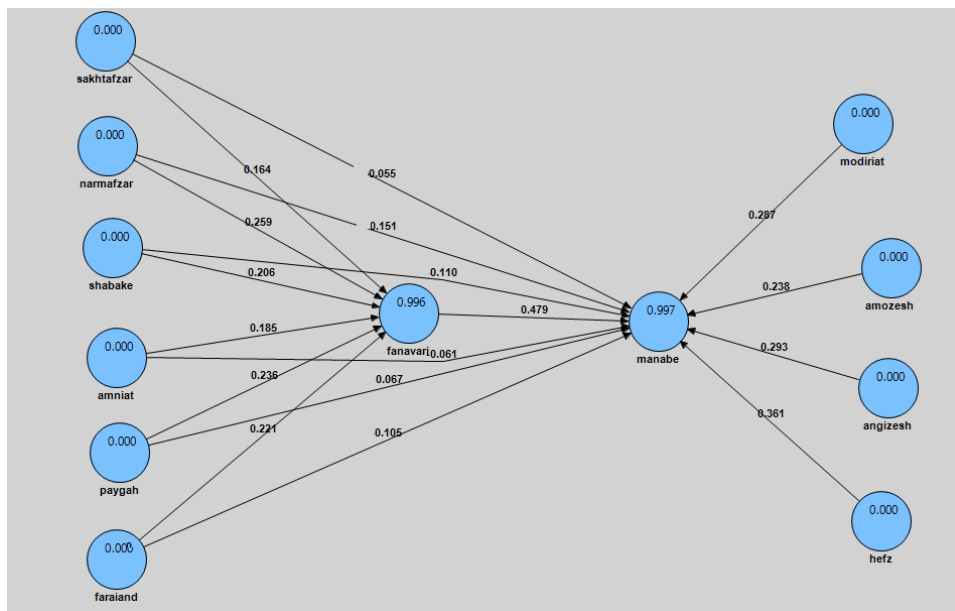 0.000
sakhtafzar
0.000
narmafzar
0.000
shabake
0.000
amniat
0.000
paygah
0.000
faraiand
0.164
0.259
0.206
0.185
0.236
0.221
0.055
0.151
0.110
0.061
0.067
0.105
0.996
fanavari
0.479
0.997
manabe
0.287
0.238
0.293
0.361
0.000
modiriat
0.000
amozesh
0.000
angizesh
0.000
hefz